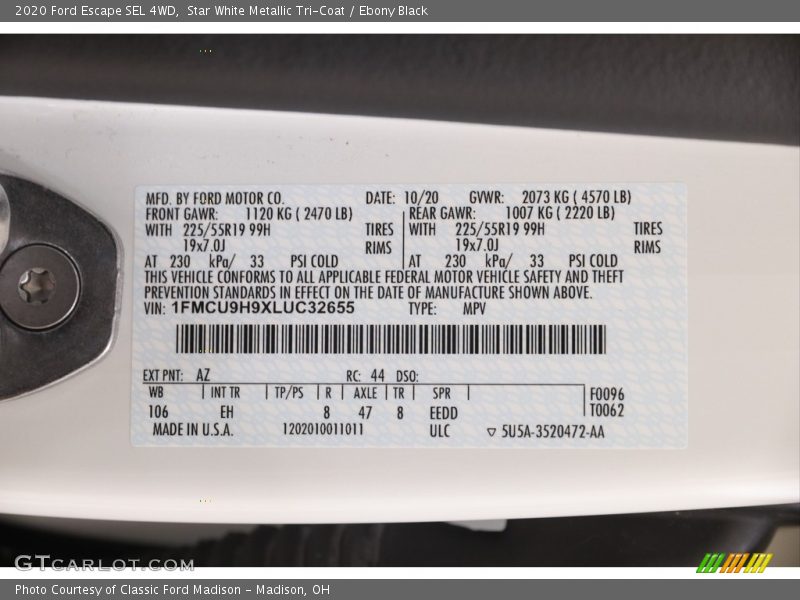 2020 Ford Escape SEL 4WD, Star White Metallic Tri-Coat / Ebony Black
MFD. BY FORD MOTOR CO. DATE: 10/20 GVWR: 2073 KG ( 4570 LB)
FRONT GAWR: 1120 KG ( 2470 LB) REAR GAWR: 1007 KG ( 2220 LB)
WITH 225/55R19 99H TIRES WITH 225/55R19 99H TIRES
19x7.0J RIMS 19x7.0J RIMS
AT 230 kPa/ 33 PSI COLD AT 230 kPa/ 33 PSI COLD
THIS VEHICLE CONFORMS TO ALL APPLICABLE FEDERAL MOTOR VEHICLE SAFETY AND THEFT
PREVENTION STANDARDS IN EFFECT ON THE DATE OF MANUFACTURE SHOWN ABOVE.
VIN: 1FMCU9H9XLUC32655 TYPE: MPV
EXT PNT: AZ RC: 44 DSO:
WB INT TR TP/PS R AXLE TR SPR F0096
106 EH 8 47 8 EEDD T0062
MADE IN U.S.A. 1202010011011 ULC ▽ 5U5A-3520472-AA
GTCARLOT.COM
Photo Courtesy of Classic Ford Madison - Madison, OH